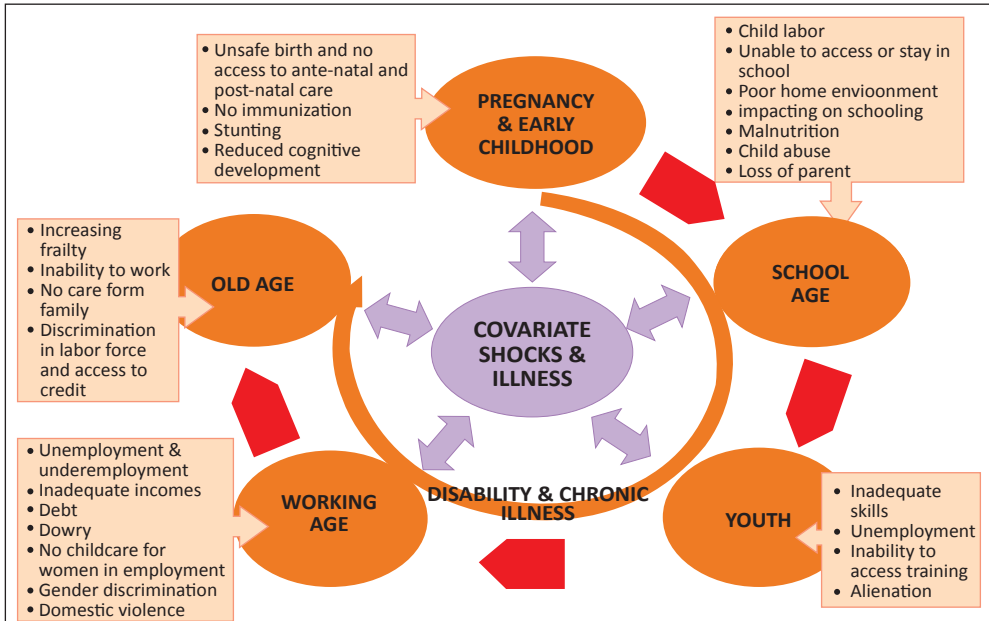 • Unsafe birth and no
access to ante-natal and
post-natal care
• No immunization
• Stunting
• Reduced cognitive
development
PREGNANCY
& EARLY
CHILDHOOD
• Child labor
• Unable to access or stay in
school
• Poor home envioonment
• impacting on schooling
• Malnutrition
• Child abuse
• Loss of parent
• Increasing
frailty
• Inability to work
• No care form
family
• Discrimination
in labor force
and access to
credit
OLD AGE
COVARIATE
SHOCKS &
ILLNESS
SCHOOL
AGE
• Unemployment &
underemployment
• Inadequate incomes
• Debt
• Dowry
• No childcare for
women in employment
• Gender discrimination
• Domestic violence
WORKING
AGE
DISABILITY & CHRONIC
ILLNESS
YOUTH
• Inadequate
skills
• Unemployment
• Inability to
access training
• Alienation